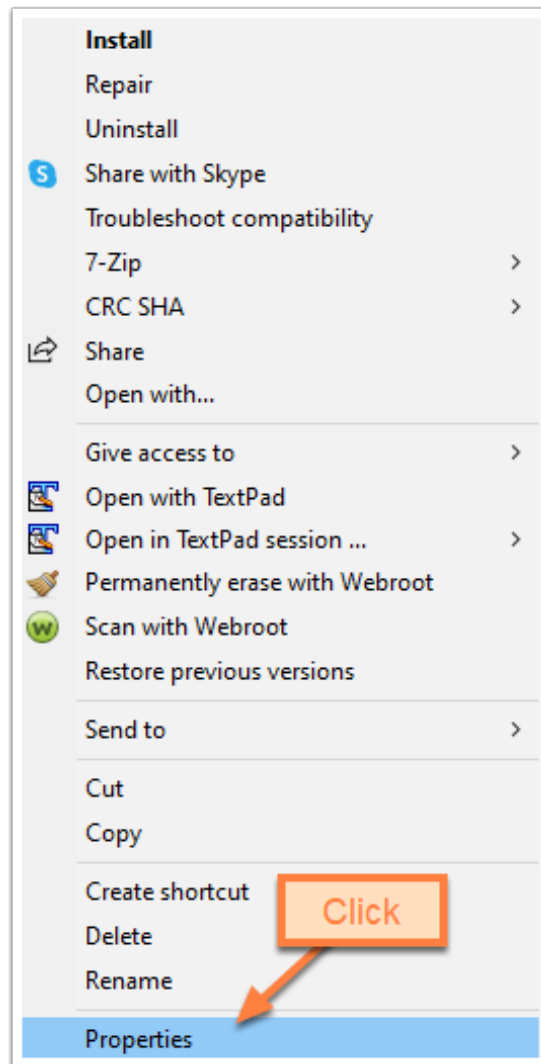 Install
Repair
Uninstall
Share with Skype
Troubleshoot compatibility
7-Zip
CRC SHA
Share
Open with...
Give access to
Open with TextPad
Open in TextPad session ...
Permanently erase with Webroot
Scan with Webroot
Restore previous versions
Send to
Cut
Copy
Create shortcut
Click
Delete
Rename
Properties